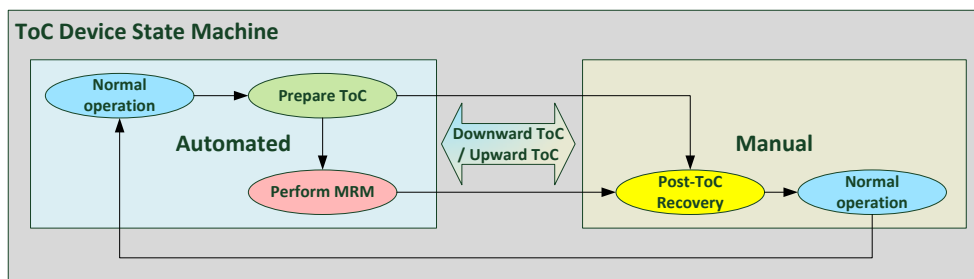 ToC Device State Machine
Normal
operation
Prepare ToC
Automated
Perform MRM
Downward ToC
/ Upward ToC
Manual
Post-ToC
Recovery
Normal
operation